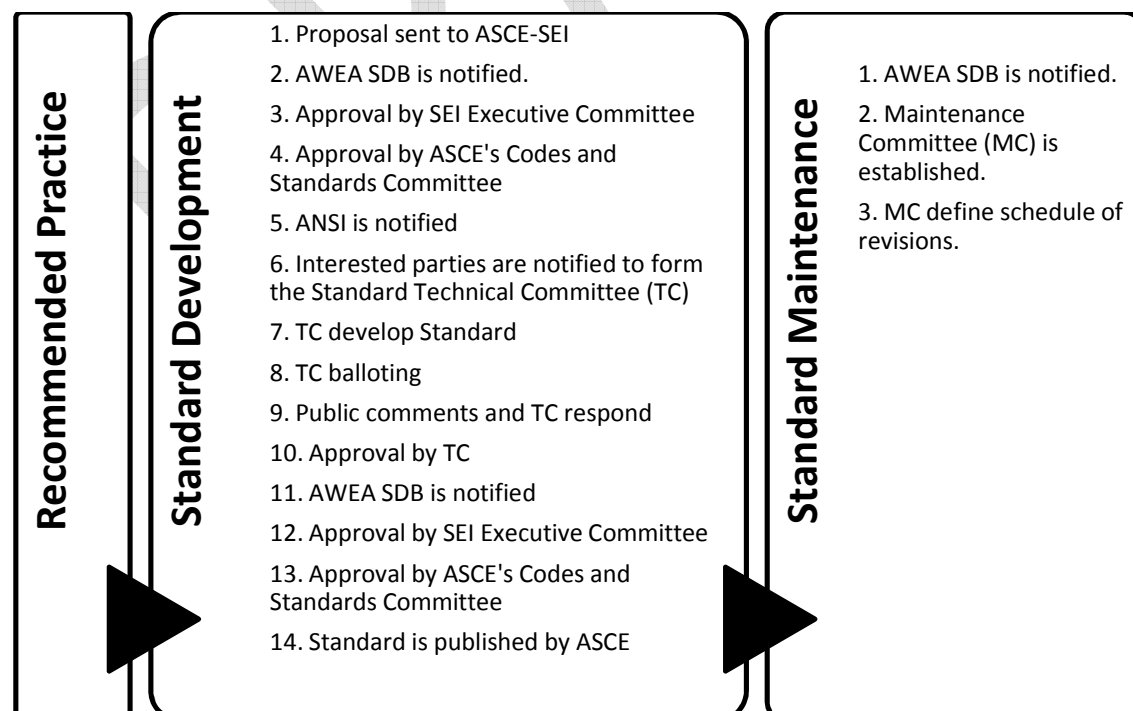 Recommended Practice
Standard Development
1. Proposal sent to ASCE-SEI
2. AWEA SDB is notified.
3. Approval by SEI Executive Committee
4. Approval by ASCE's Codes and
Standards Committee
5. ANSI is notified
6. Interested parties are notified to form
the Standard Technical Committee (TC)
7. TC develop Standard
8. TC balloting
9. Public comments and TC respond
10. Approval by TC
11. AWEA SDB is notified
12. Approval by SEI Executive Committee
13. Approval by ASCE's Codes and
Standards Committee
14. Standard is published by ASCE
Standard Maintenance
1. AWEA SDB is notified.
2. Maintenance
Committee (MC) is
established.
3. MC define schedule of
revisions.